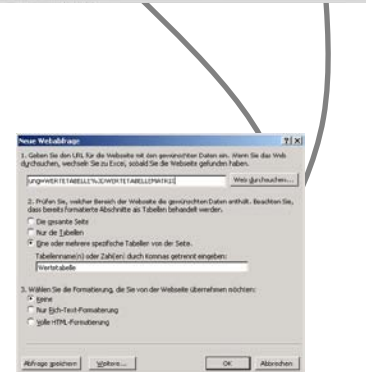 Neue Webabfrage
1. Geben Sie den URL für die Webseite mit den gewünschten Daten ein. Wenn Sie das Web
durchsuchen, wechseln Sie zu Excel, sobald Sie die Webseite gefunden haben.
ung=WERTETABELLE%3DWERTETABELLEMATRIX
Web durchsuchen...
2. Prüfen Sie, welcher Bereich der Webseite die gewünschten Daten enthält. Beachten Sie,
dass bereits formatierte Abschnitte als Tabellen behandelt werden.
Die gesamte Seite
Nur die Tabellen
Eine oder mehrere spezifische Tabellen von der Seite.
Tabellenname(n) oder Zahl(en) durch Kommas getrennt eingeben:
Wertetabelle
3. Wählen Sie die Formatierung, die Sie von der Webseite übernehmen möchten:
Keine
Nur Rich-Text-Formatierung
Volle HTML-Formatierung
Abfrage speichern Weitere... OK Abbrechen